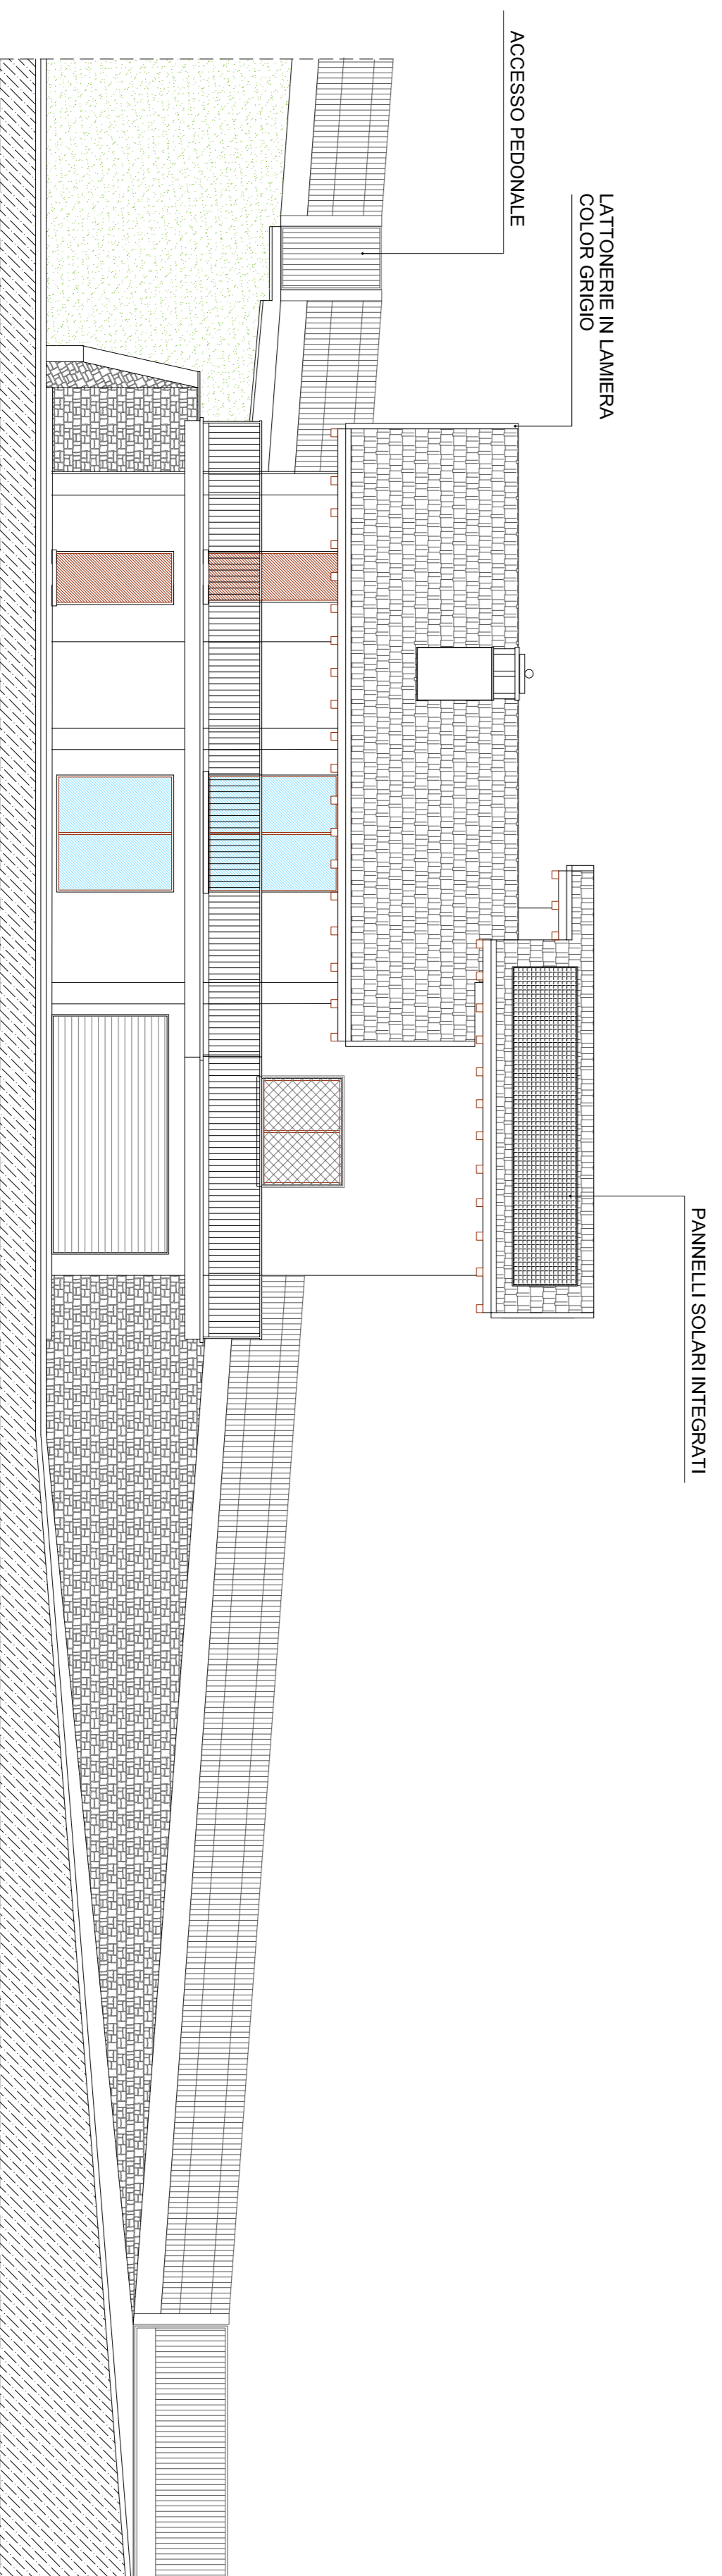 ACCESSO PEDONALE
LATTONERIE IN LAMIERA
COLOR GRIGIO
PANNELLI SOLARI INTEGRATI